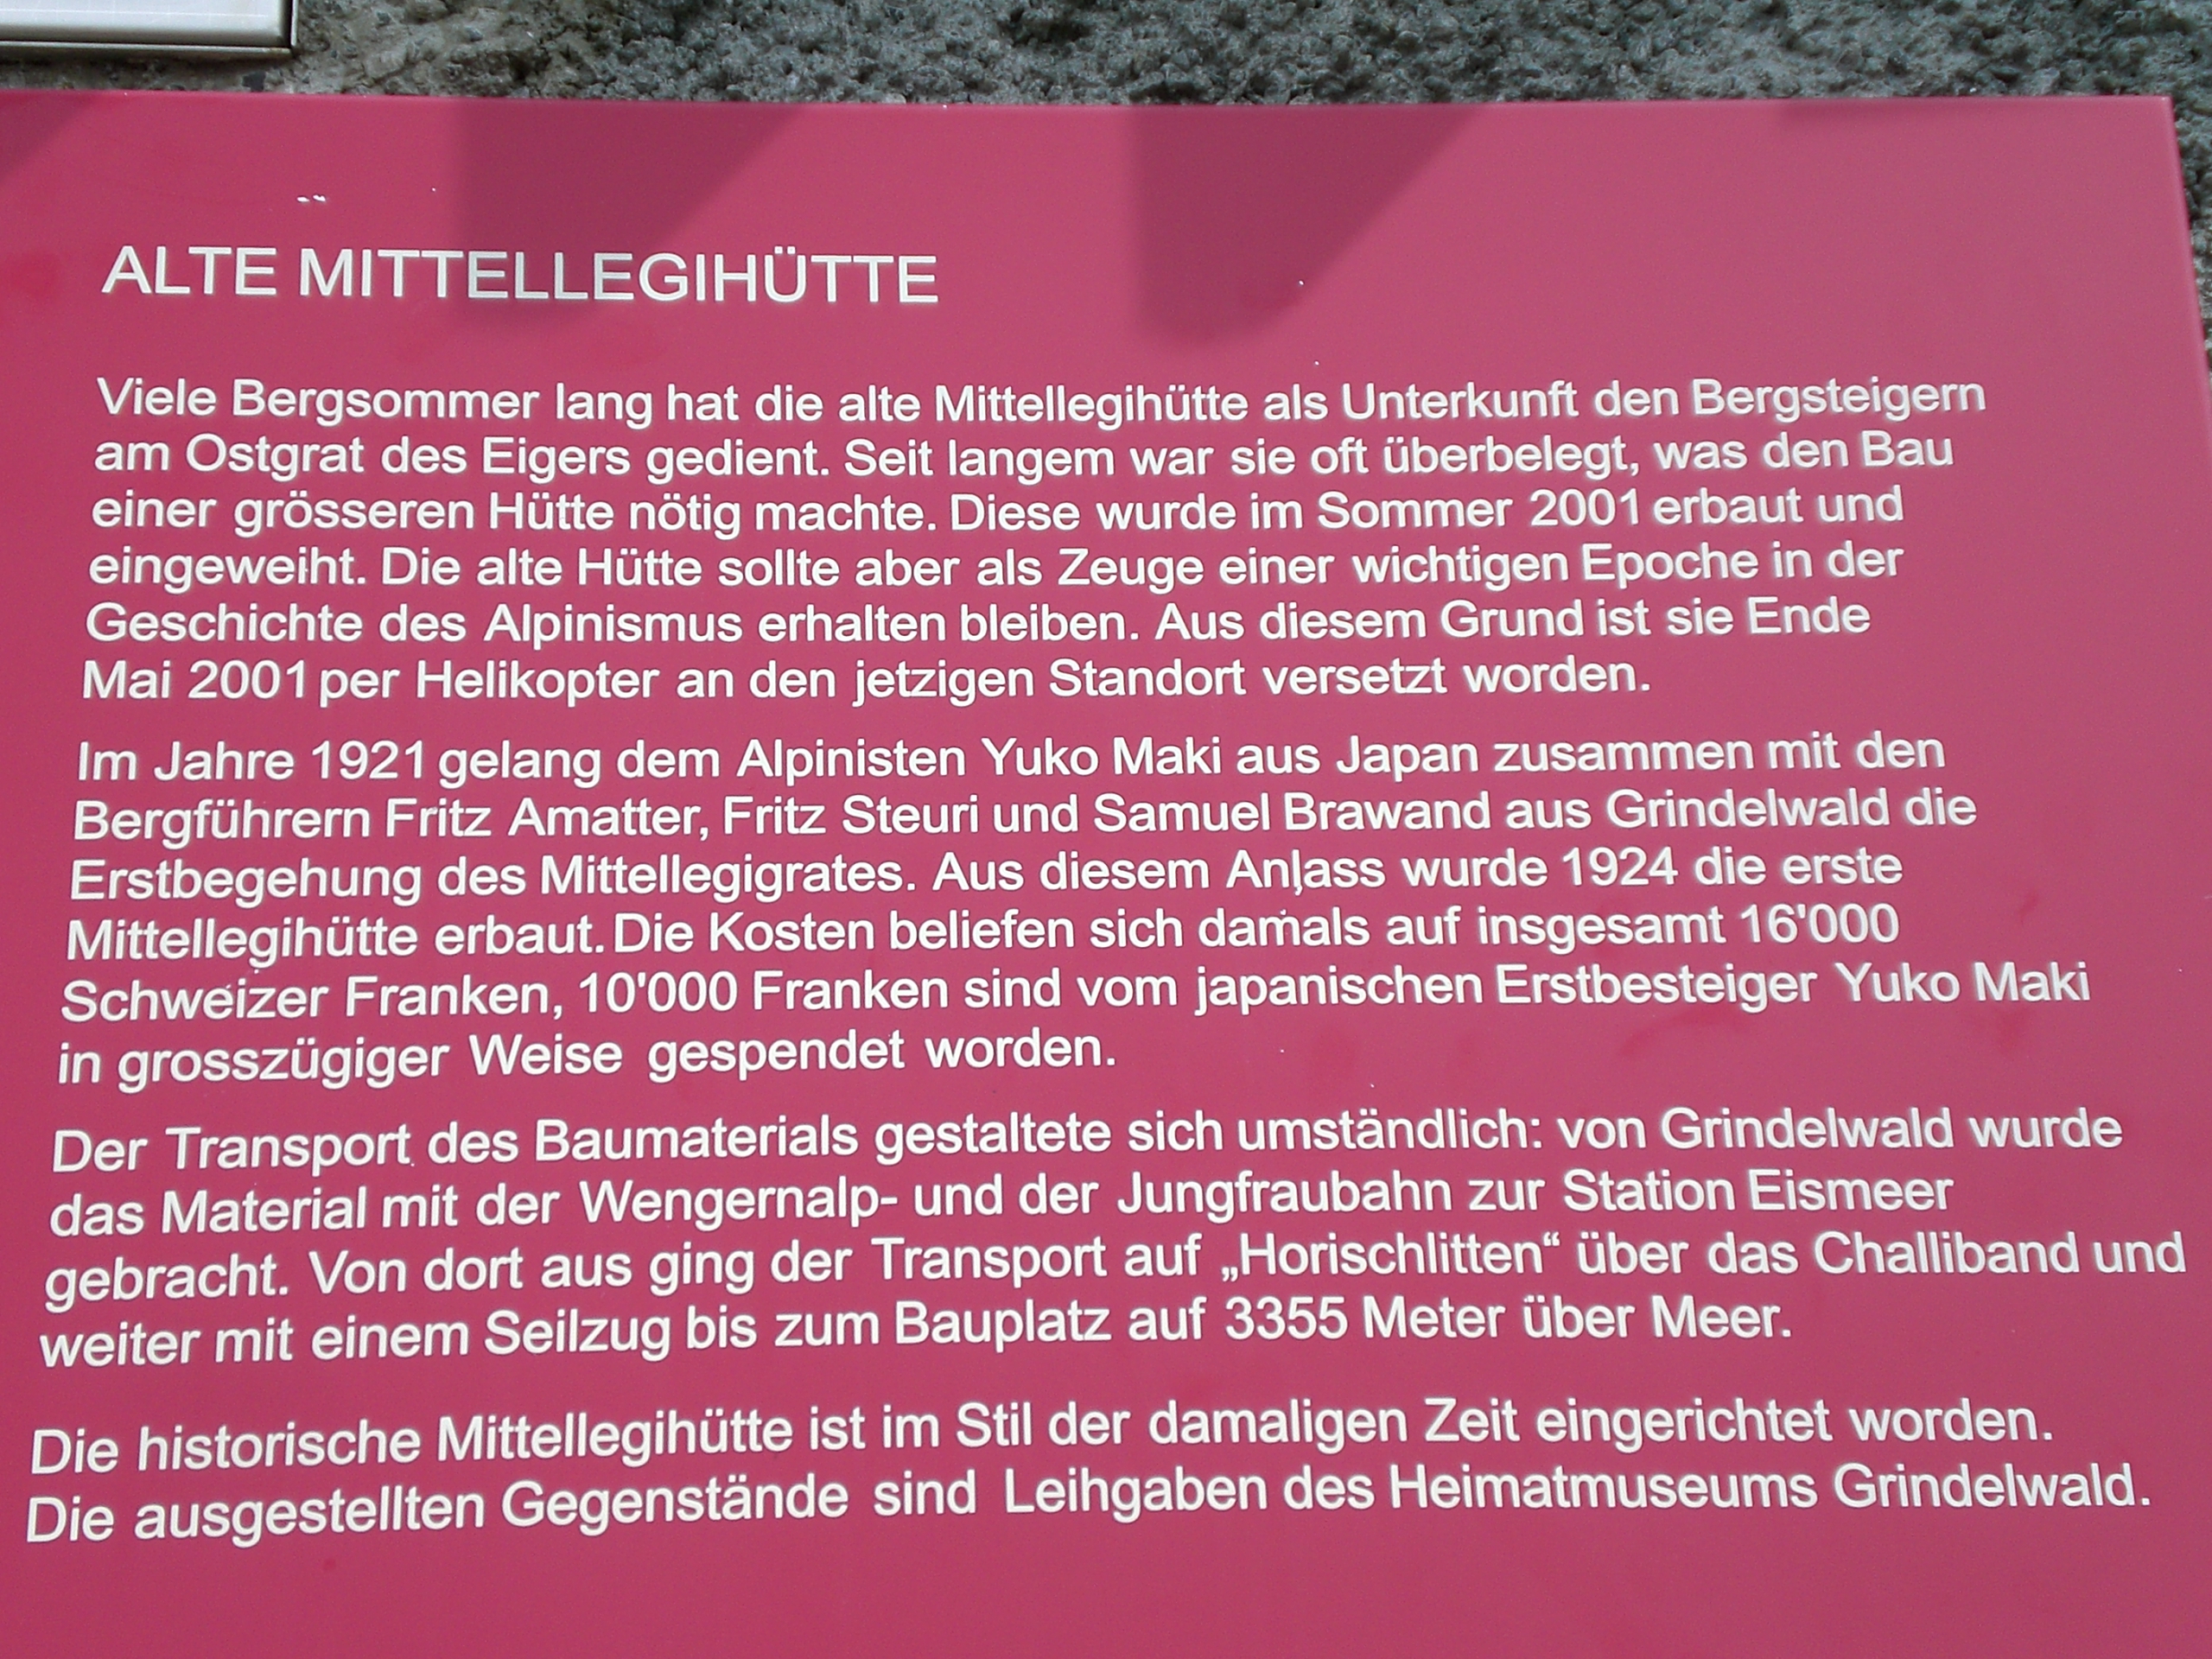 ALTE MITTELLEGIHÜTTE
Viele Bergsommer lang hat die alte Mittellegihütte als Unterkunft den Bergsteigern
am Ostgrat des Eigers gedient. Seit langem war sie oft überbelegt, was den Bau
einer grösseren Hütte nötig machte. Diese wurde im Sommer 2001 erbaut und
eingeweiht. Die alte Hütte sollte aber als Zeuge einer wichtigen Epoche in der
Geschichte des Alpinismus erhalten bleiben. Aus diesem Grund ist sie Ende
Mai 2001 per Helikopter an den jetzigen Standort versetzt worden.
Im Jahre 1921 gelang dem Alpinisten Yuko Maki aus Japan zusammen mit den
Bergführern Fritz Amatter, Fritz Steuri und Samuel Brawand aus Grindelwald die
Erstbegehung des Mittellegigrates. Aus diesem Anlass wurde 1924 die erste
Mittellegihütte erbaut. Die Kosten beliefen sich damals auf insgesamt 16'000
Schweizer Franken, 10'000 Franken sind vom japanischen Erstbesteiger Yuko Maki
in grosszügiger Weise gespendet worden.
Der Transport des Baumaterials gestaltete sich umständlich: von Grindelwald wurde
das Material mit der Wengernalp- und der Jungfraubahn zur Station Eismeer
gebracht. Von dort aus ging der Transport auf „Horischlitten“ über das Challiband und
weiter mit einem Seilzug bis zum Bauplatz auf 3355 Meter über Meer.
Die historische Mittellegihütte ist im Stil der damaligen Zeit eingerichtet worden.
Die ausgestellten Gegenstände sind Leihgaben des Heimatmuseums Grindelwald.